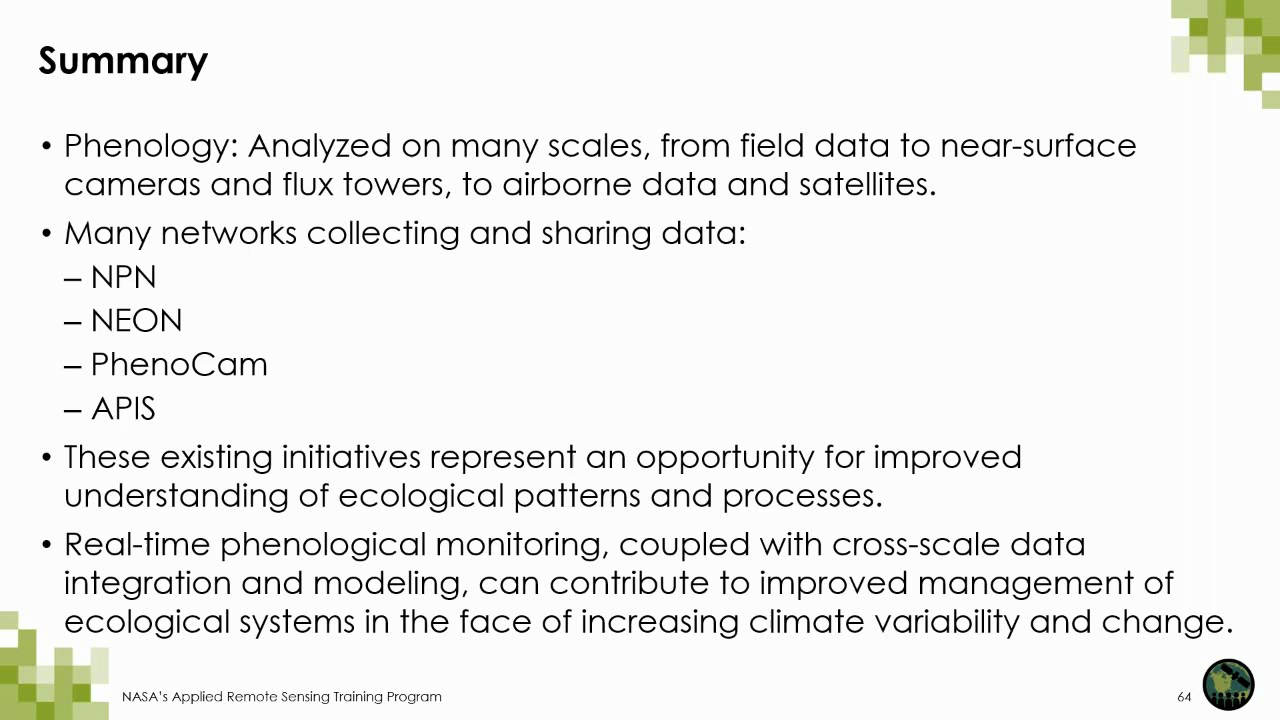 Summary
• Phenology: Analyzed on many scales, from field data to near-surface
cameras and flux towers, to airborne data and satellites.
• Many networks collecting and sharing data:
– NPN
– NEON
– PhenoCam
– APIS
• These existing initiatives represent an opportunity for improved
understanding of ecological patterns and processes.
• Real-time phenological monitoring, coupled with cross-scale data
integration and modeling, can contribute to improved management of
ecological systems in the face of increasing climate variability and change.
NASA's Applied Remote Sensing Training Program
64